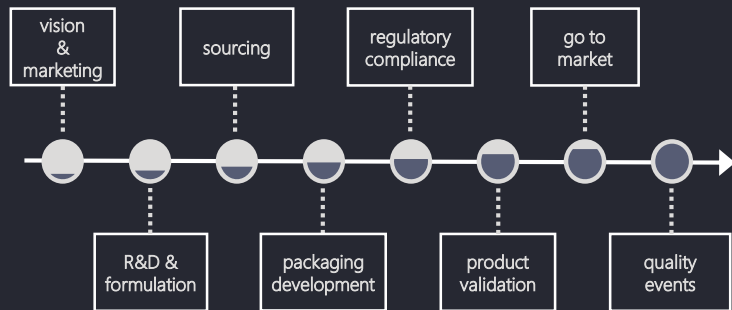 vision
&
marketing
R&D &
formulation
sourcing
packaging
development
regulatory
compliance
product
validation
go to
market
quality
events